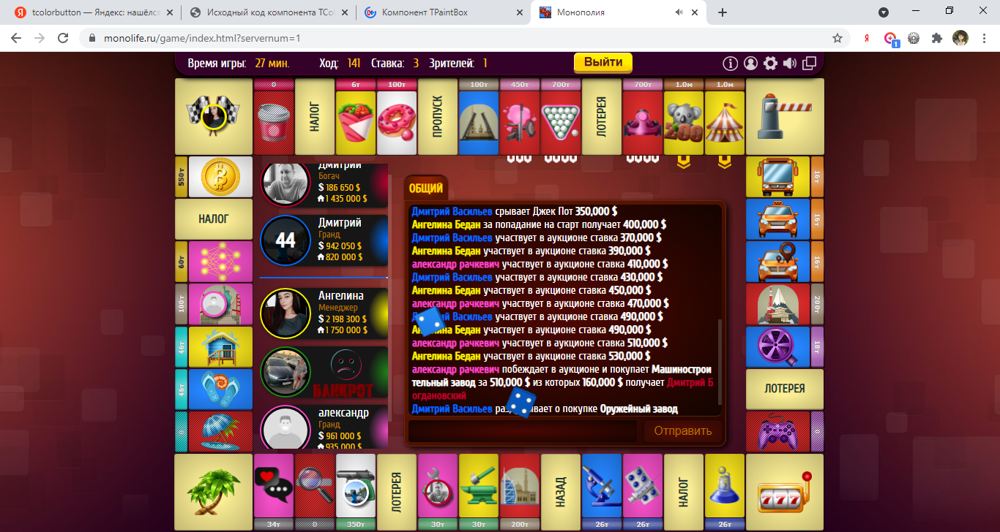 tcolorbutton — Яндекс: нашёлся
Исходный код компонента TCo
Компонент TPaintBox
Монополия
monolife.ru/game/index.html?servernum=1
Время игры: 27 мин. Ход: 141 Ставка: 3 Зрителей: 1
Выйти
0 6т 100т 100т 450т 700т 700т 1.0м 1.0м
НАЛОГ
ПРОПУСК
ЛОТЕРЕЯ
ZOO
550т
НАЛОГ
60т
100т
46т
46т
0
Дмитрий
Богач
$ 186 650 $
1 435 000 $
44
Дмитрий
Гранд
$ 942 050 $
820 000 $
Ангелина
Менеджер
$ 2 198 300 $
1 750 000 $
БАНКРОТ
александр
Гранд
$ 961 000 $
935 000 $
ОБЩИЙ
Дмитрий Васильев срывает Джек Пот 350,000 $
Ангелина Бедан за попадание на старт получает 400,000 $
Дмитрий Васильев участвует в аукционе ставка 370,000 $
Ангелина Бедан участвует в аукционе ставка 390,000 $
александр рачкевич участвует в аукционе ставка 410,000 $
Дмитрий Васильев участвует в аукционе ставка 430,000 $
Ангелина Бедан участвует в аукционе ставка 450,000 $
александр рачкевич участвует в аукционе ставка 470,000 $
Васильев участвует в аукционе ставка 490,000 $
Бедан участвует в аукционе ставка 490,000 $
александр рачкевич участвует в аукционе ставка 510,000 $
Ангелина Бедан участвует в аукционе ставка 530,000 $
александр рачкевич побеждает в аукционе и покупает Машинострои
тельный завод за 510,000 $ из которых 160,000 $ получает Дмитрий Б
огдановский
Дмитрий Васильев о покупке Оружейный завод
Отправить
16т
16т
16т
200т
18т
ЛОТЕРЕЯ
0
ЛОТЕРЕЯ
НАЗАД
НАЛОГ
777
34т 0 350т 30т 30т 200т 26т 26т 26т
1